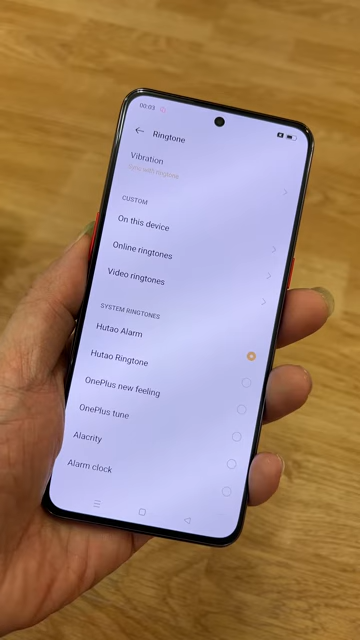 00:03
Ringtone
Vibration
Sync with ringtone
CUSTOM
On this device
Online ringtones
Video ringtones
SYSTEM RINGTONES
Hutao Alarm
Hutao Ringtone
OnePlus new feeling
OnePlus tune
Alacrity
Alarm clock